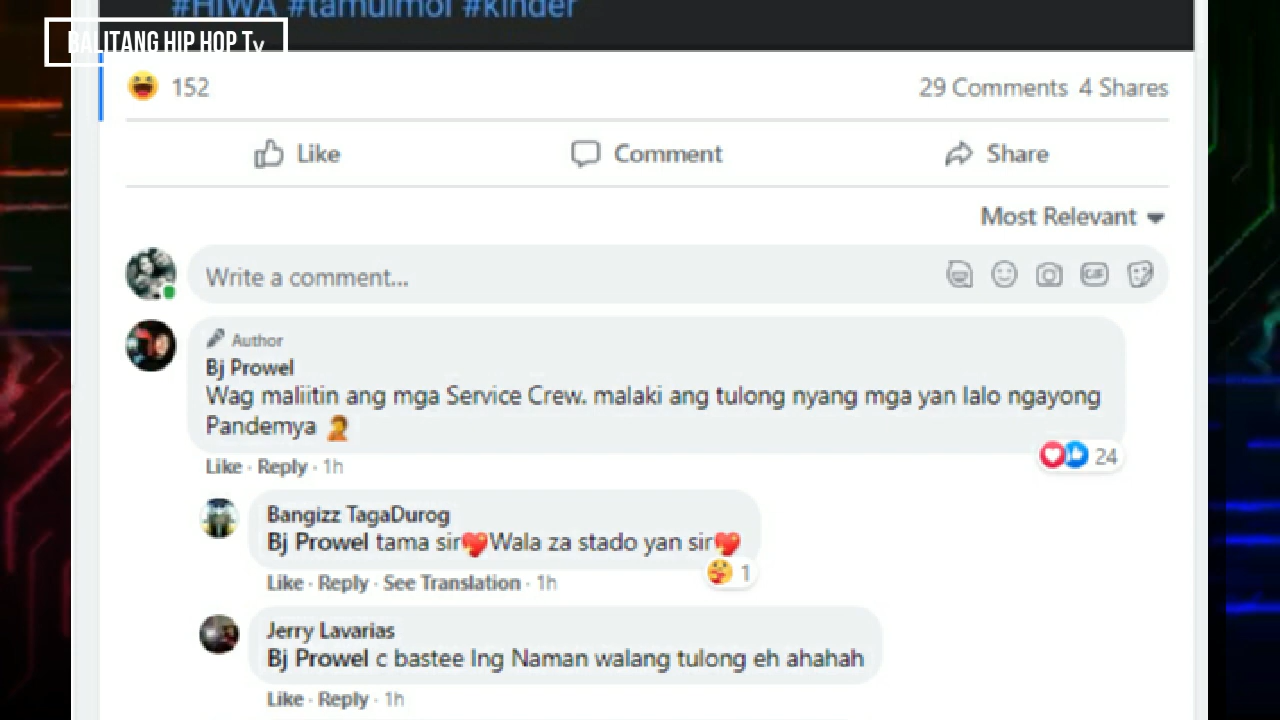 #HIWA #tamulmol #kinder
BALITANG HIP HOP Tv
152
29 Comments 4 Shares
Like Comment Share
Most Relevant
Write a comment...
GIF
Author
Bj Prowel
Wag maliitin ang mga Service Crew. malaki ang tulong nyang mga yan lalo ngayong
Pandemya 🤦
24
Like · Reply · 1h
Bangizz TagaDurog
Bj Prowel tama sir❤️Wala za stado yan sir❤️
1
Like · Reply · See Translation · 1h
Jerry Lavarias
Bj Prowel c bastee lng Naman walang tulong eh ahahah
Like · Reply · 1h